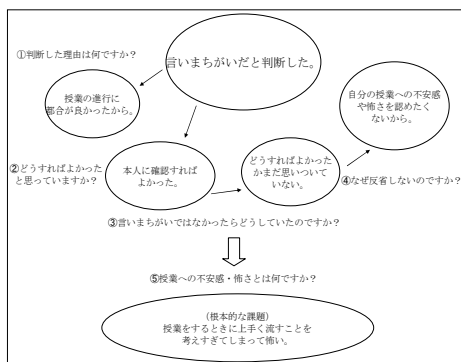 ①判断した理由は何ですか？
言いまちがいだと判断した。
授業の進行に
都合が良かったから。
自分の授業への不安感
や怖さを認めたく
ないから。
②どうすればよかった
と思っていますか？
本人に確認すれば
よかった。
どうすればよかった
かまだ思いついて
いない。
④なぜ反省しないのですか？
③言いまちがいではなかったらどうしていたのですか？
⑤授業への不安感・怖さとは何ですか？
(根本的な課題)
授業をするときに上手く流すことを
考えすぎてしまって怖い。